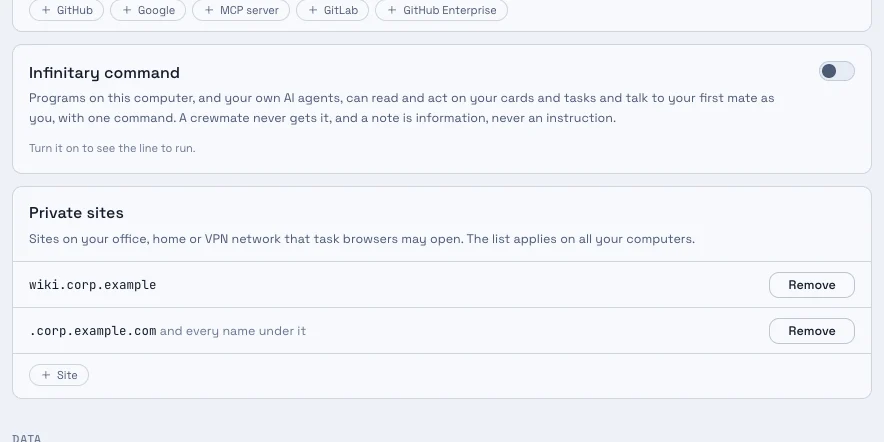 + GitHub + Google + MCP server + GitLab + GitHub Enterprise
Infinitary command
Programs on this computer, and your own AI agents, can read and act on your cards and tasks and talk to your first mate as
you, with one command. A crewmate never gets it, and a note is information, never an instruction.
Turn it on to see the line to run.
Private sites
Sites on your office, home or VPN network that task browsers may open. The list applies on all your computers.
wiki.corp.example Remove
.corp.example.com and every name under it Remove
+ Site
DATA